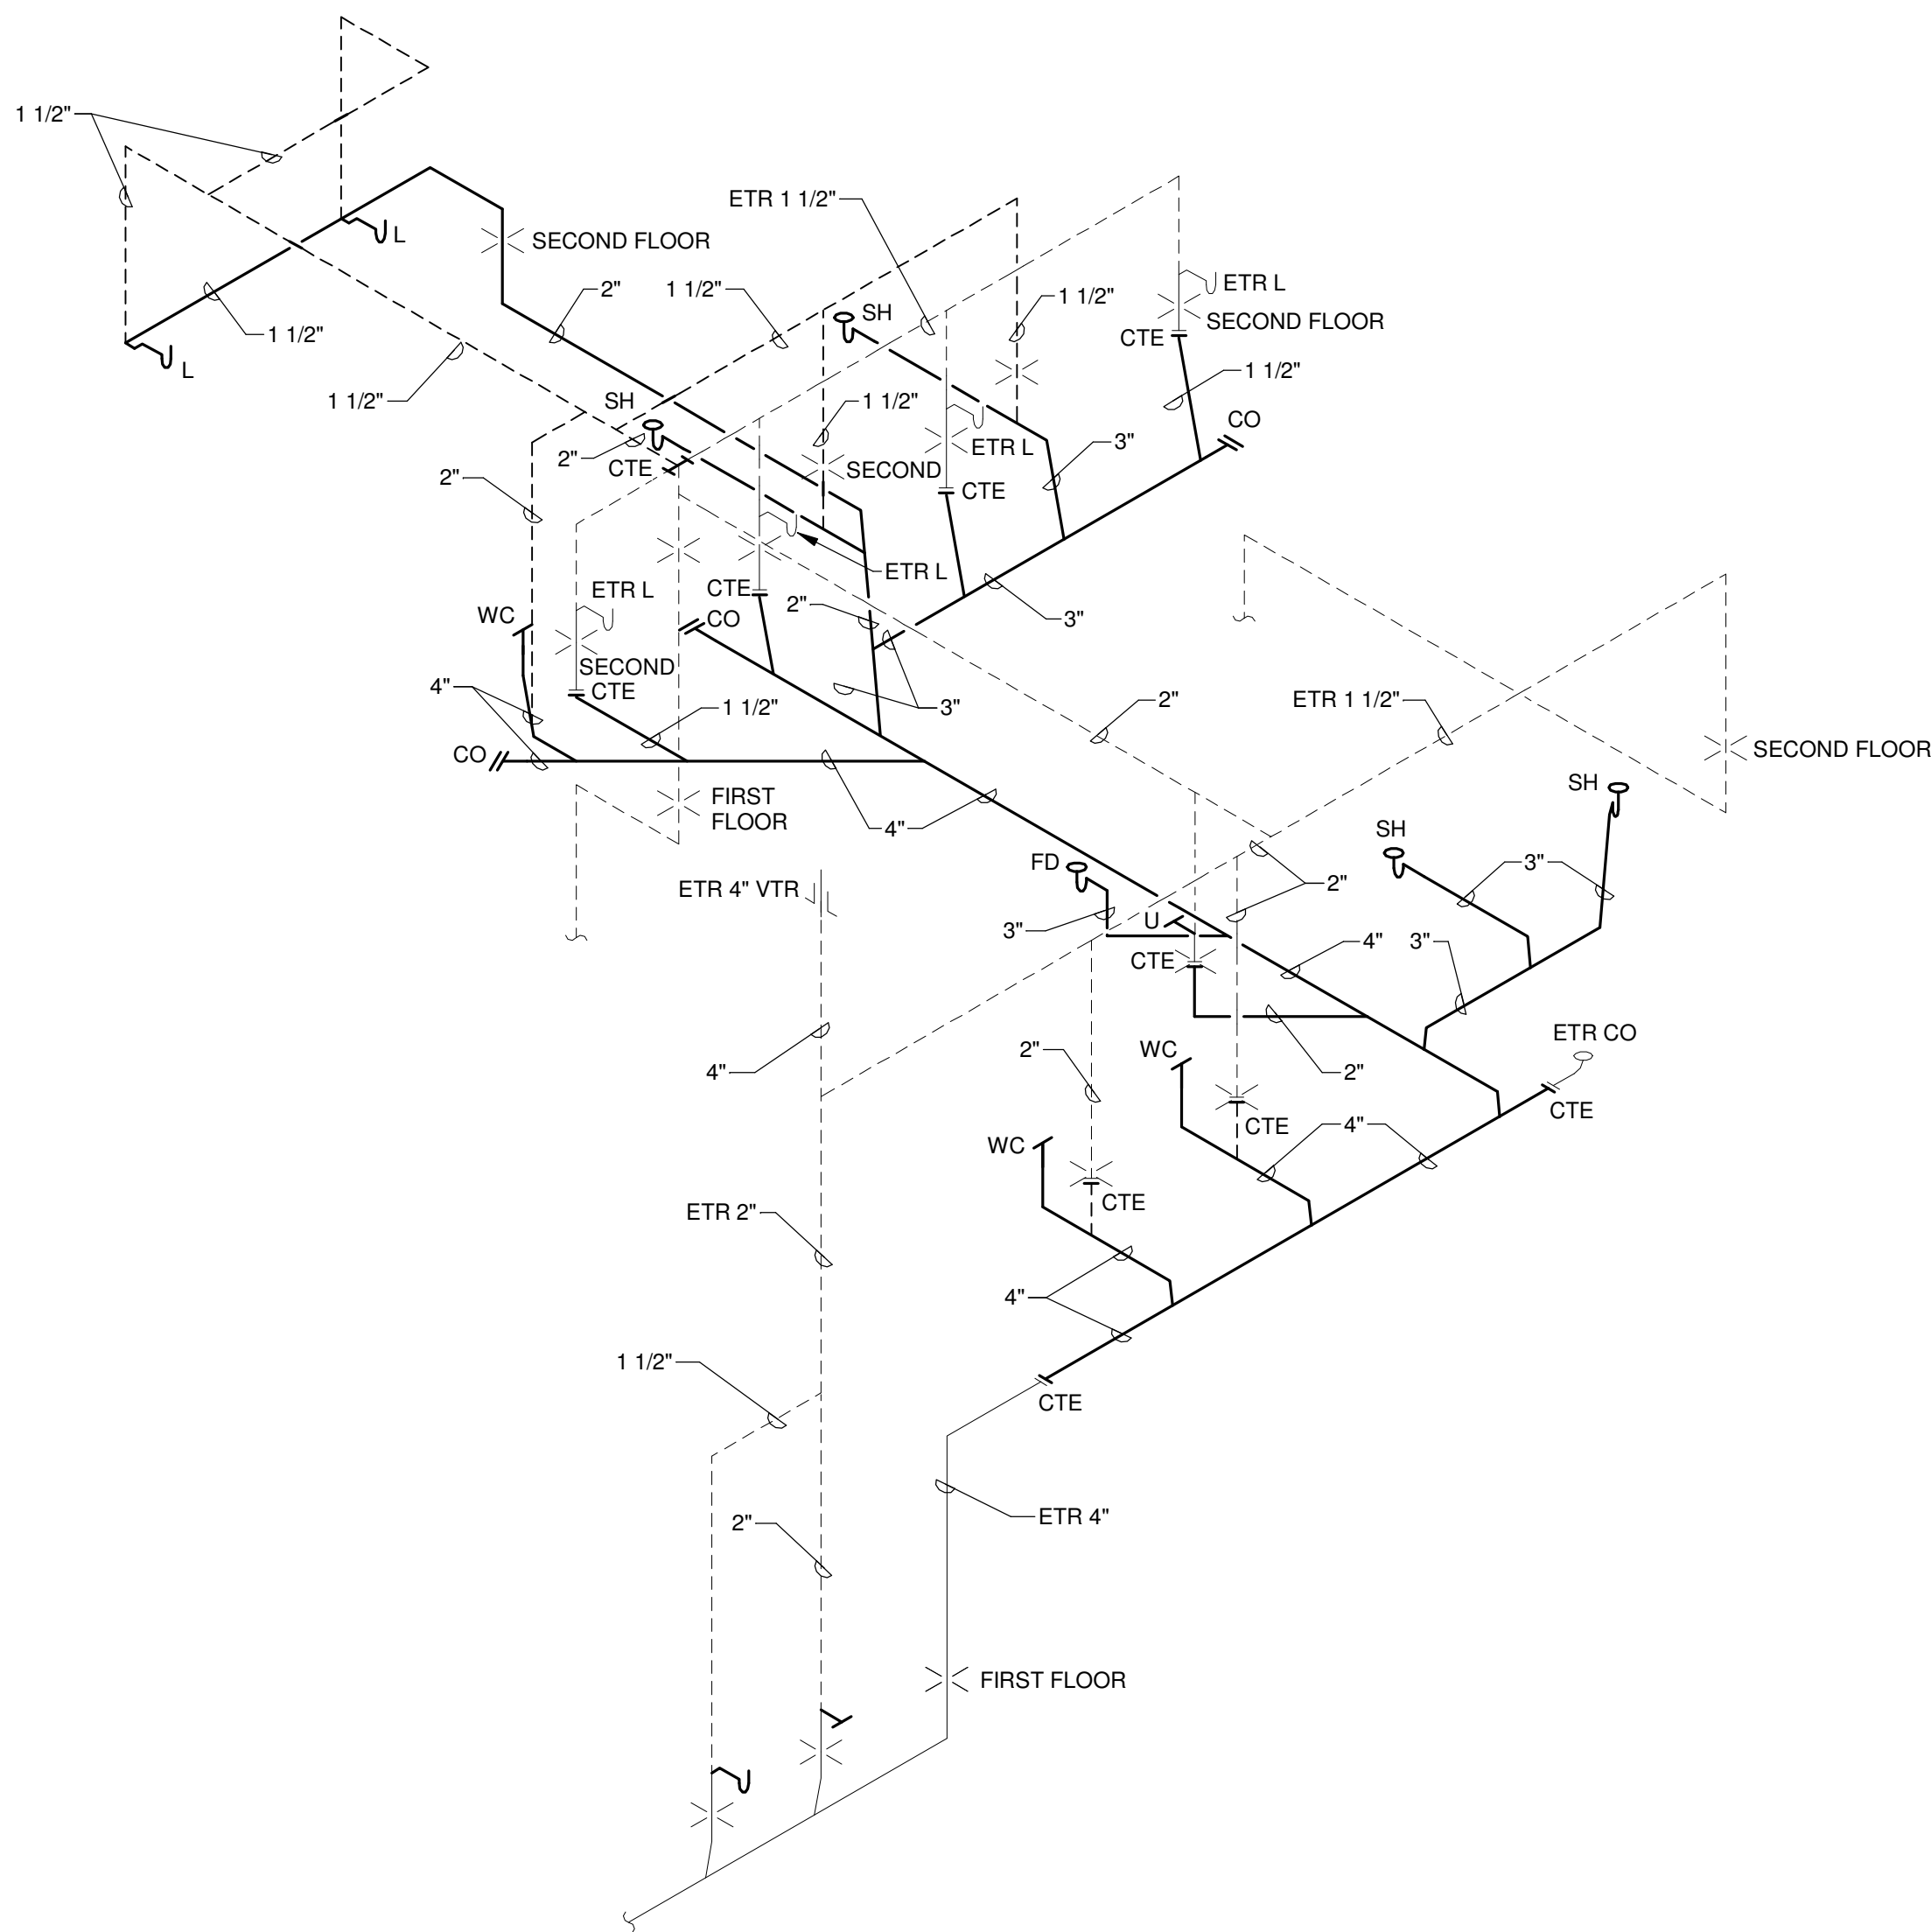 1 1/2"
ETR 1 1/2"
L
SECOND FLOOR
ETR L
2"
1 1/2"
1 1/2"
SH
SECOND FLOOR
1 1/2"
CTE
L
1 1/2"
1 1/2"
SH
1 1/2"
CO
3"
ETR L
2"
CTE
SECOND
2"
CTE
ETR L
ETR L
CTE
2"
WC
CO
3"
SECOND
4"
CTE
1 1/2"
3"
2"
ETR 1 1/2"
SECOND FLOOR
CO
SH
FIRST
FLOOR
4"
SH
FD
3"
ETR 4" VTR
2"
U
3"
4"
3"
CTE
ETR CO
2"
WC
4"
2"
CTE
CTE
4"
WC
CTE
ETR 2"
4"
1 1/2"
CTE
ETR 4"
2"
FIRST FLOOR